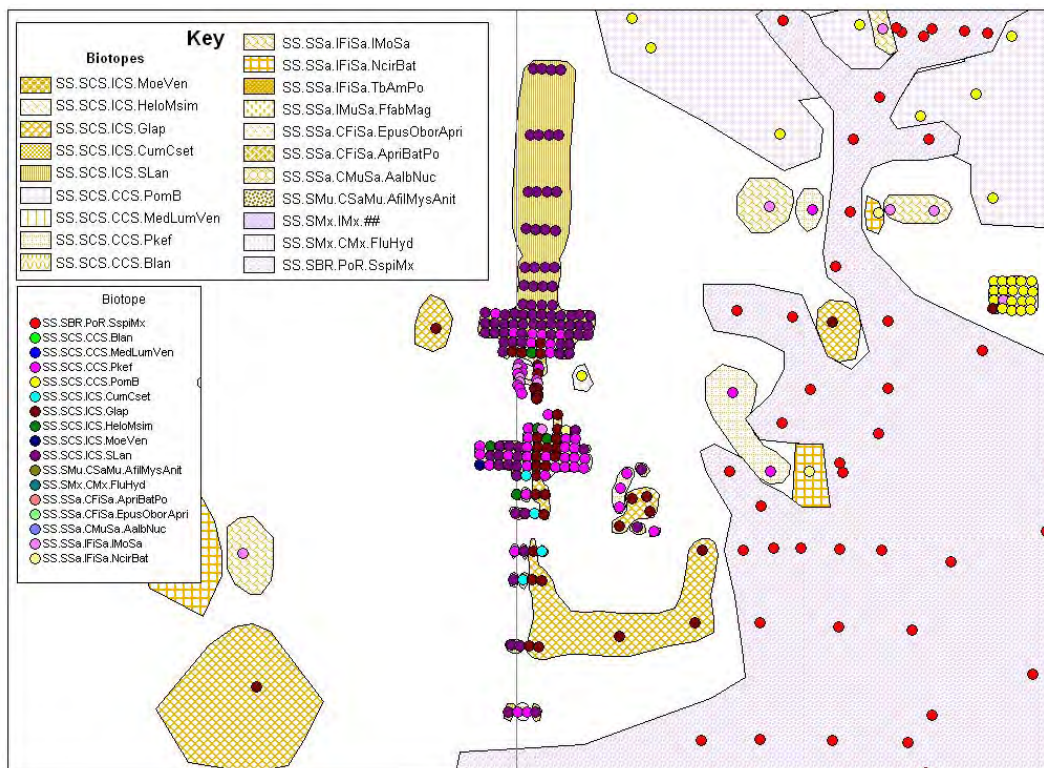 Key
Biotopes
SS.SCS.ICS.MoeVen
SS.SCS.ICS.HeloMsim
SS.SCS.ICS.Glap
SS.SCS.ICS.CumCset
SS.SCS.ICS.SLan
SS.SCS.CCS.PomB
SS.SCS.CCS.MedLumVen
SS.SCS.CCS.Pkef
SS.SCS.CCS.Blan
SS.SSa.IFiSa.IMoSa
SS.SSa.IFiSa.NcirBat
SS.SSa.IFiSa.TbAmPo
SS.SSa.IMuSa.FfabMag
SS.SSa.CFiSa.EpusOborApri
SS.SSa.CFiSa.ApriBatPo
SS.SSa.CMuSa.AalbNuc
SS.SMu.CSaMu.AfilMysAnit
SS.SMx.IMx.##
SS.SMx.CMx.FluHyd
SS.SBR.PoR.SspiMx
Biotope
SS.SBR.PoR.SspiMx
SS.SCS.CCS.Blan
SS.SCS.CCS.MedLumVen
SS.SCS.CCS.Pkef
SS.SCS.CCS.PomB
SS.SCS.ICS.CumCset
SS.SCS.ICS.Glap
SS.SCS.ICS.HeloMsim
SS.SCS.ICS.MoeVen
SS.SCS.ICS.SLan
SS.SMu.CSaMu.AfilMysAnit
SS.SMx.CMx.FluHyd
SS.SSa.CFiSa.ApriBatPo
SS.SSa.CFiSa.EpusOborApri
SS.SSa.CMuSa.AalbNuc
SS.SSa.IFiSa.IMoSa
SS.SSa.IFiSa.NcirBat